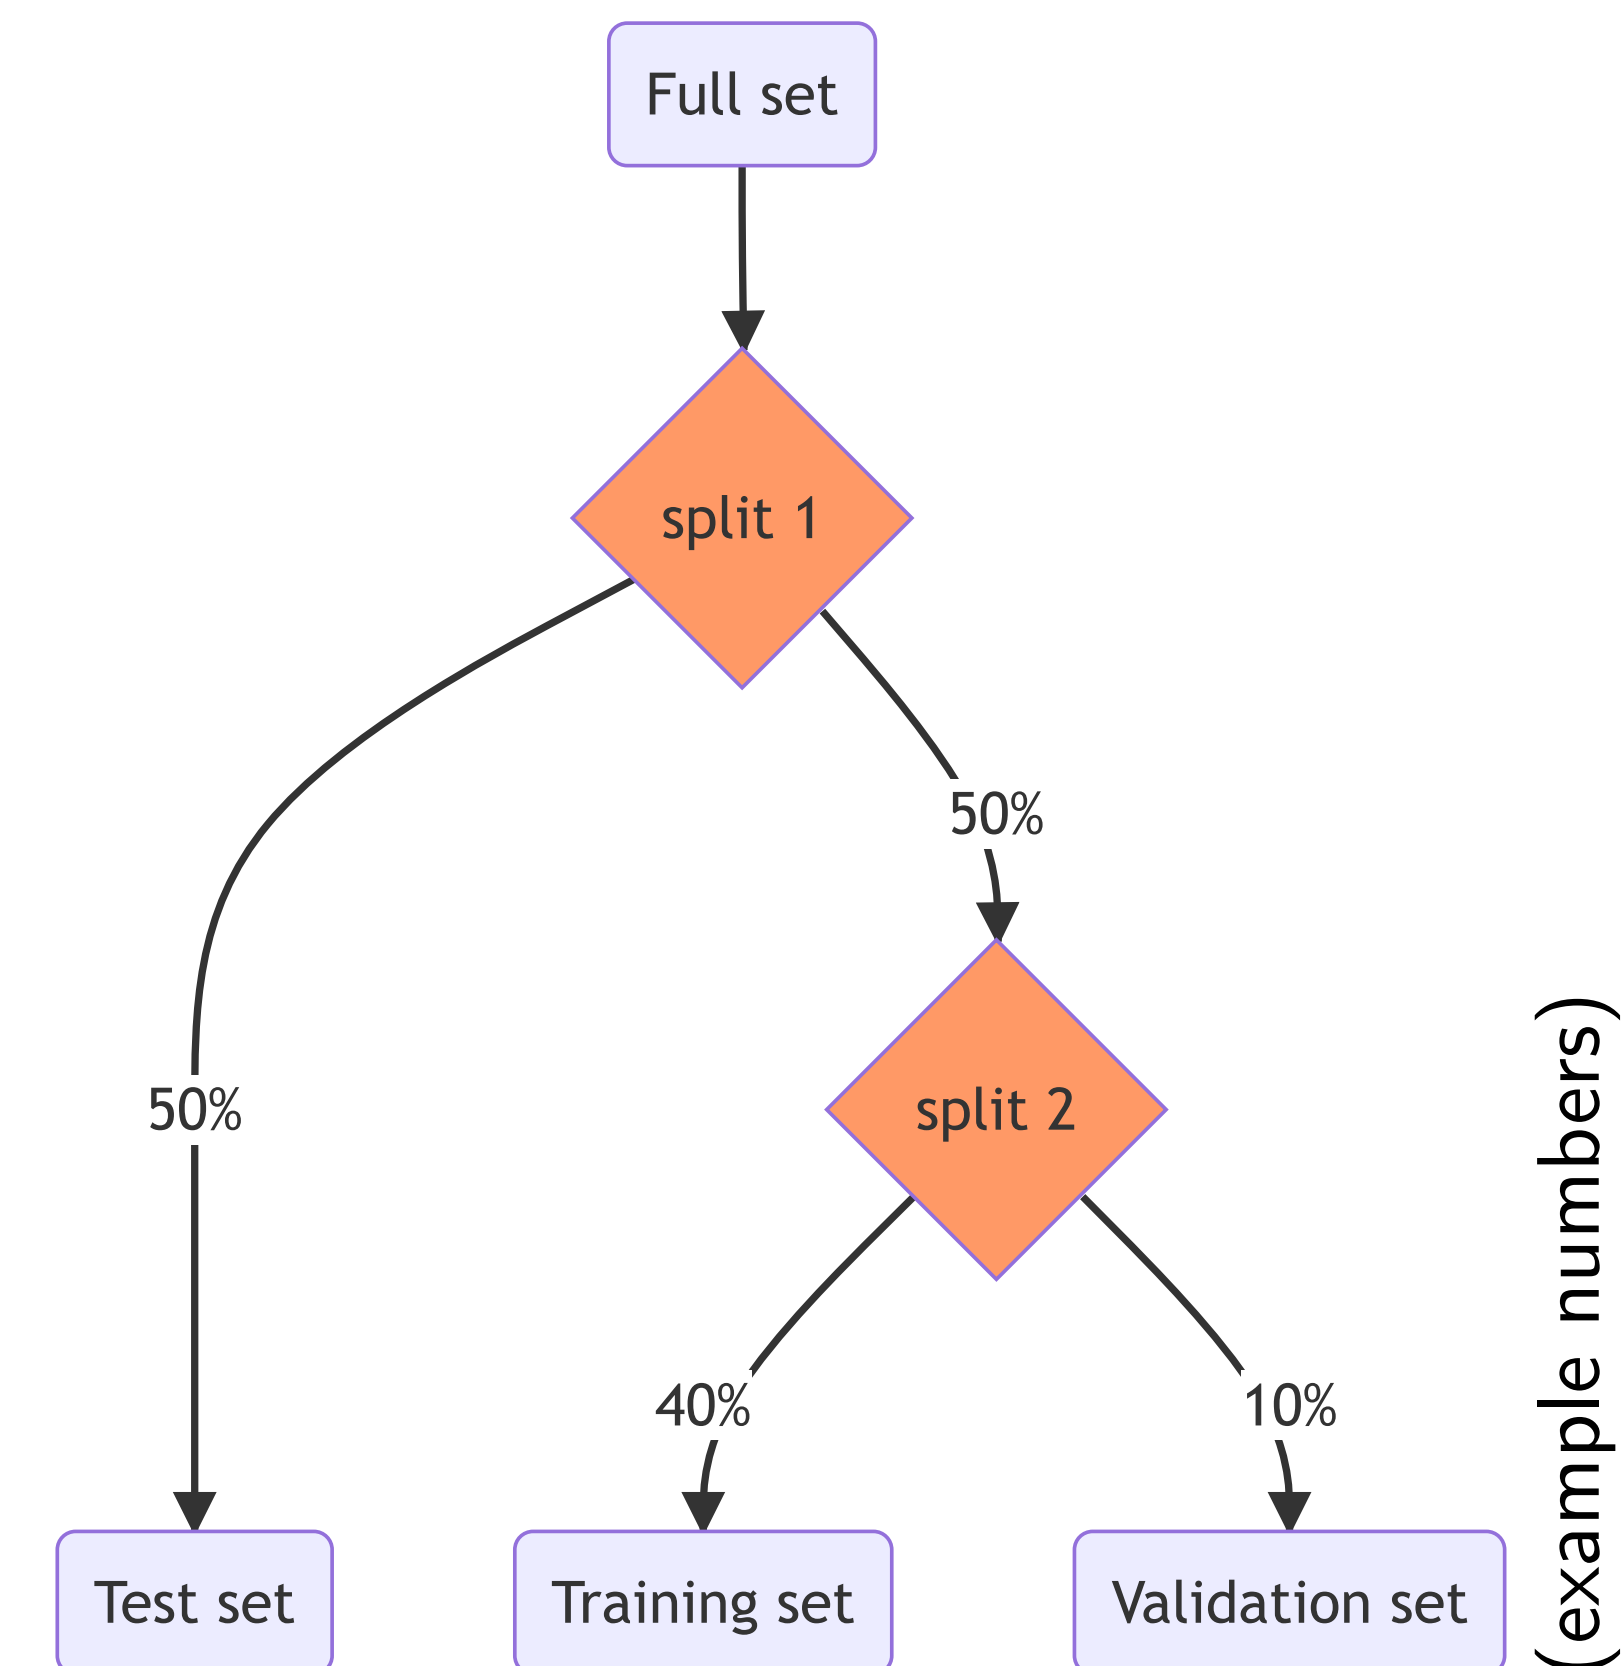 Full set
split 1
50%
50%
split 2
40%
10%
Test set
Training set
Validation set
(example numbers)